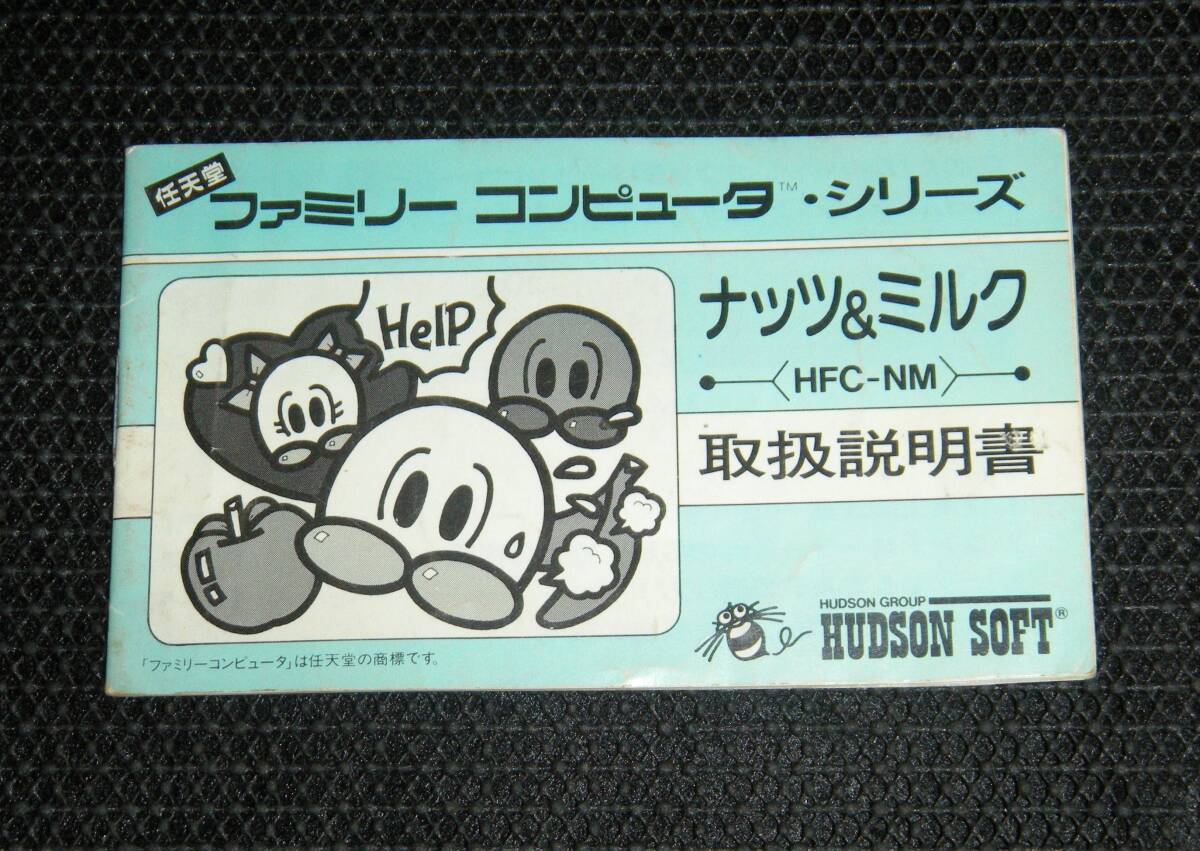 任天堂
ファミリー コンピュータ™・シリーズ
HelP
ナッツ&ミルク
HFC-NM
取扱説明書
HUDSON GROUP
HUDSON SOFT®
「ファミリーコンピュータ」は任天堂の商標です。